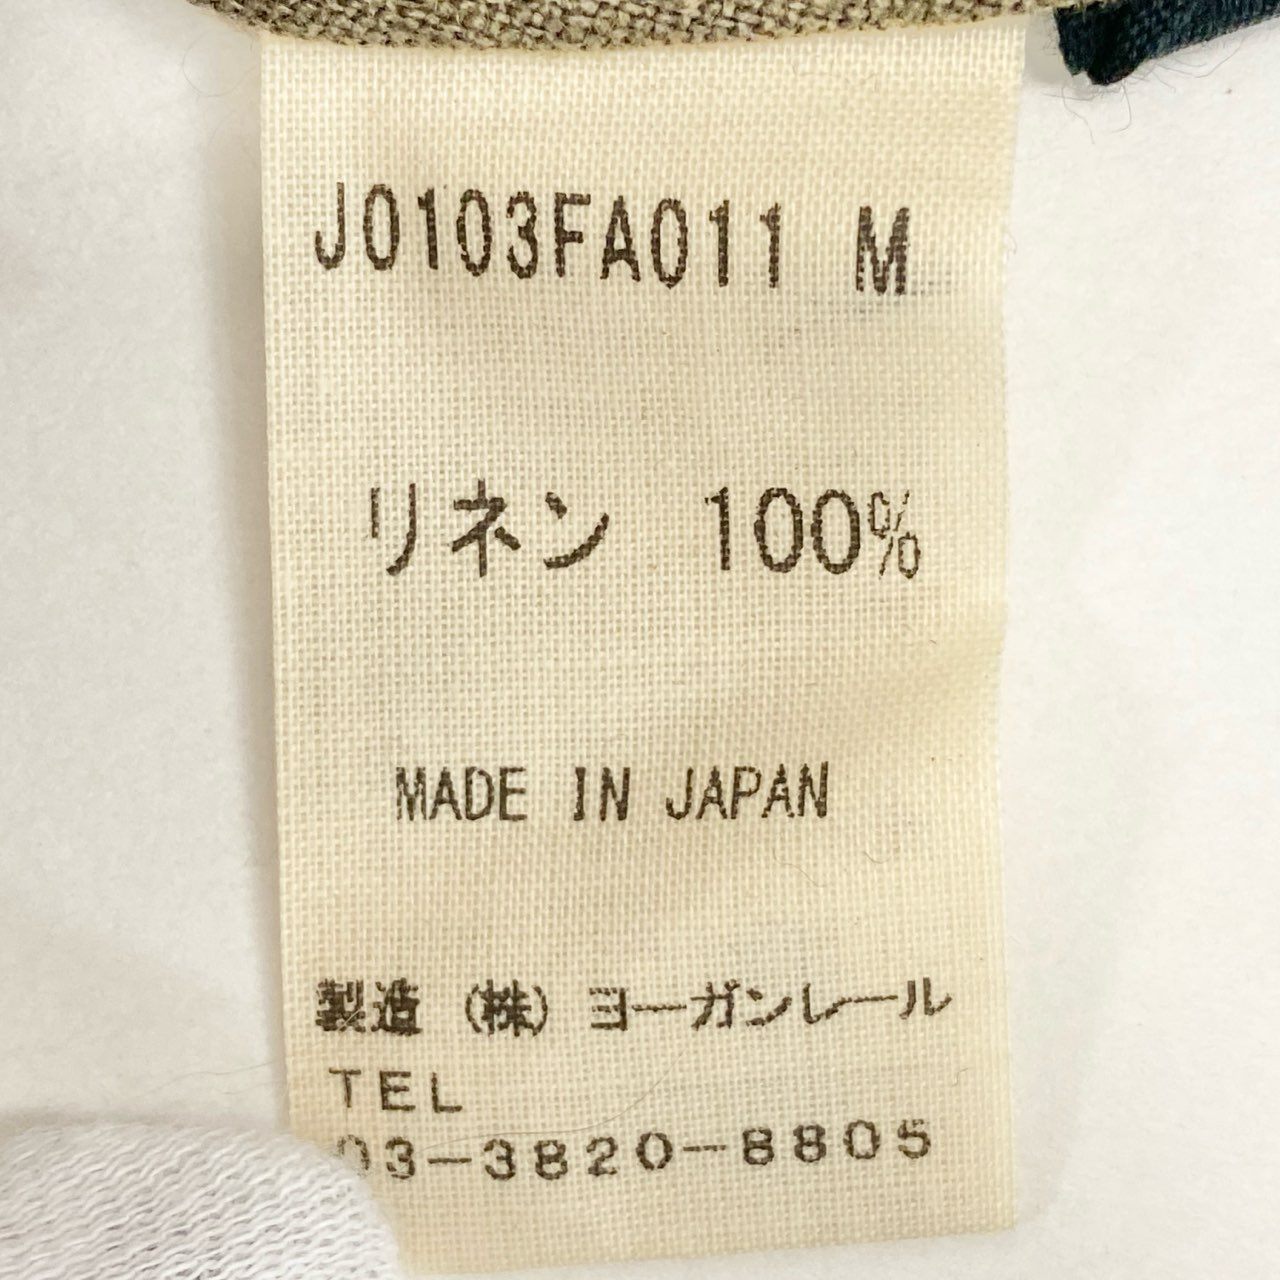 J0103FA011 M
リネン 100%
MADE IN JAPAN
製造 (株) ヨーガンレール
TEL
03-3820-8805